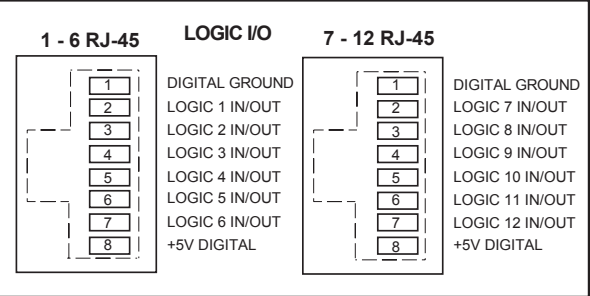 LOGIC I/O
1 - 6 RJ-45
1 DIGITAL GROUND
2 LOGIC 1 IN/OUT
3 LOGIC 2 IN/OUT
4 LOGIC 3 IN/OUT
5 LOGIC 4 IN/OUT
6 LOGIC 5 IN/OUT
7 LOGIC 6 IN/OUT
8 +5V DIGITAL
7 - 12 RJ-45
1 DIGITAL GROUND
2 LOGIC 7 IN/OUT
3 LOGIC 8 IN/OUT
4 LOGIC 9 IN/OUT
5 LOGIC 10 IN/OUT
6 LOGIC 11 IN/OUT
7 LOGIC 12 IN/OUT
8 +5V DIGITAL